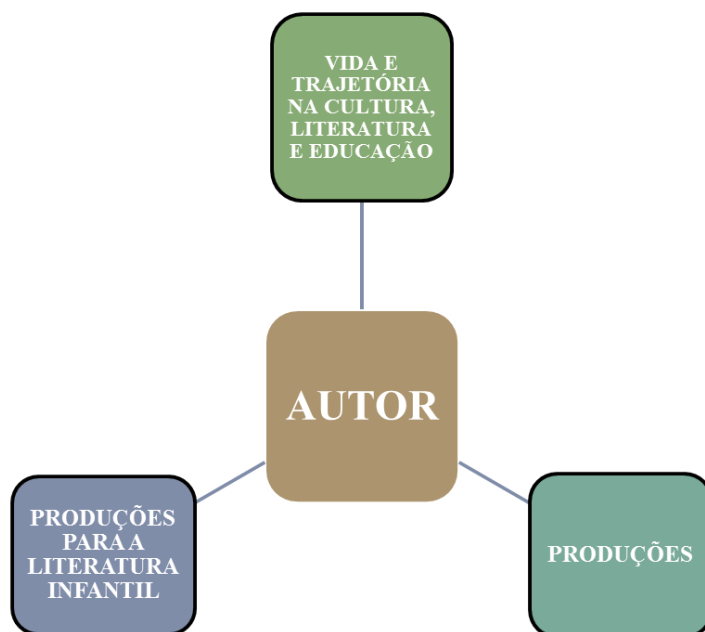 VIDA E
TRAJETÓRIA
NA CULTURA,
LITERATURA
E EDUCAÇÃO
AUTOR
PRODUÇÕES
PARA A
LITERATURA
INFANTIL
PRODUÇÕES